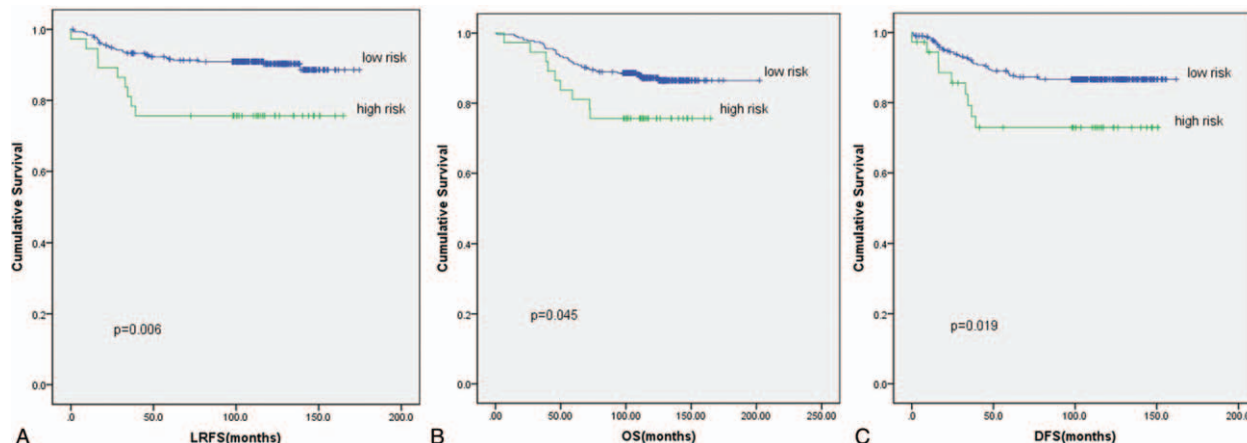 1.0
0.8
0.6
0.4
0.2
0.0
Cumulative Survival
low risk
high risk
p=0.006
.0
50.0
100.0
150.0
200.0
LRFS(months)
A
1.0
0.8
0.6
0.4
0.2
0.0
Cumulative Survival
low risk
high risk
p=0.045
.00
50.00
100.00
150.00
200.00
250.00
OS(months)
B
1.0
0.8
0.6
0.4
0.2
0.0
Cumulative Survival
low risk
high risk
p=0.019
.0
50.0
100.0
150.0
200.0
DFS(months)
C